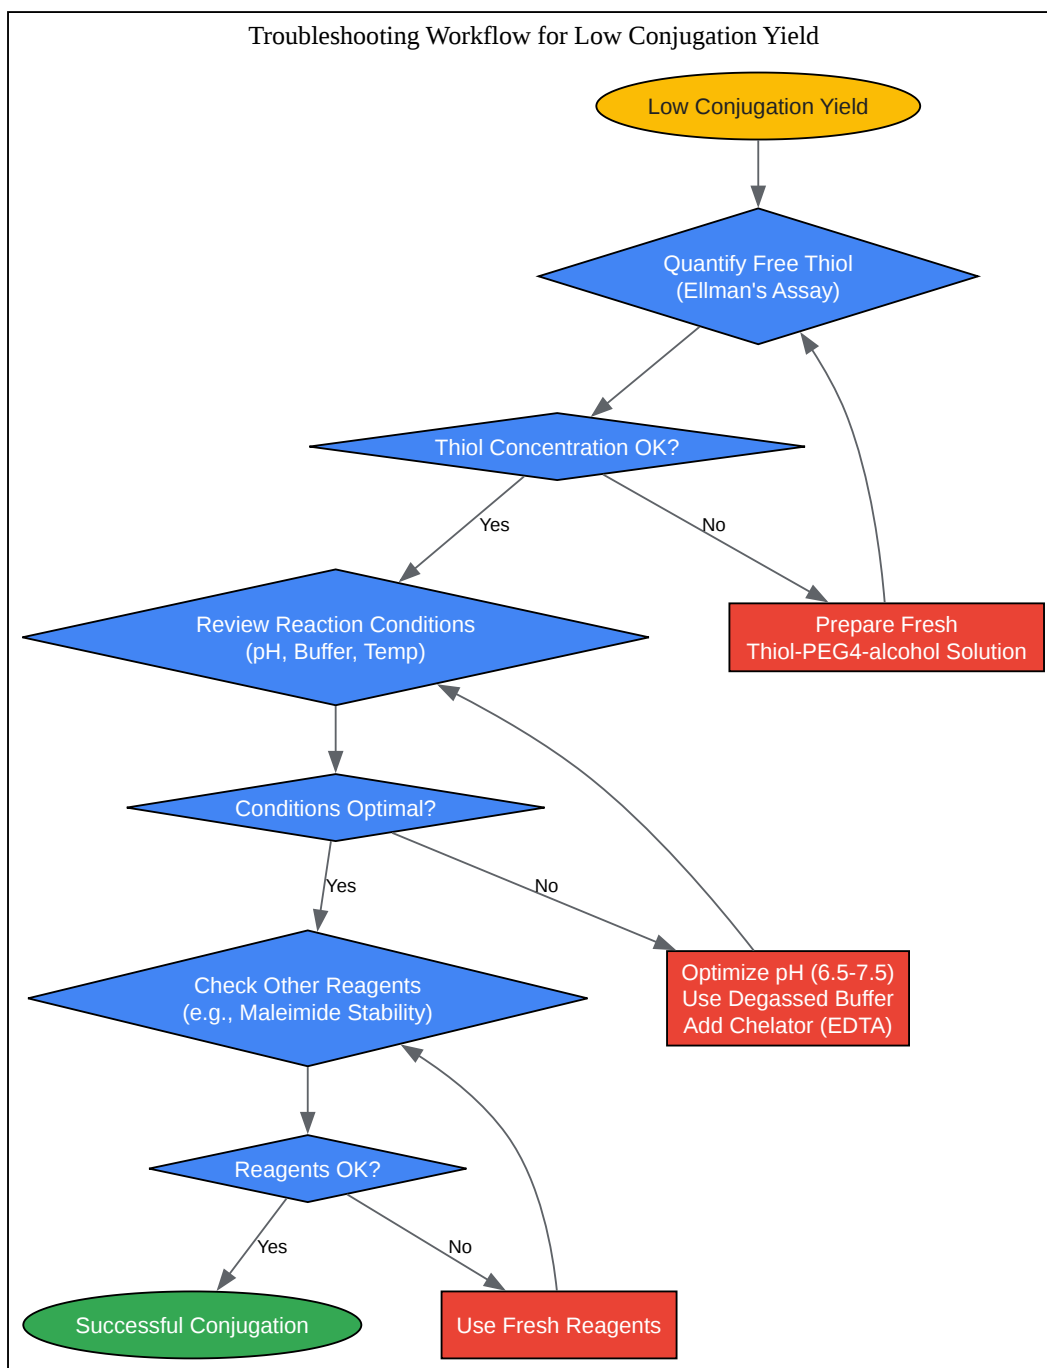 Troubleshooting Workflow for Low Conjugation Yield
Low Conjugation Yield
Quantify Free Thiol
(Ellman's Assay)
Thiol Concentration OK?
Yes
No
Prepare Fresh
Thiol-PEG4-alcohol Solution
Review Reaction Conditions
(pH, Buffer, Temp)
Conditions Optimal?
Yes
No
Optimize pH (6.5-7.5)
Use Degassed Buffer
Add Chelator (EDTA)
Check Other Reagents
(e.g., Maleimide Stability)
Reagents OK?
Yes
No
Successful Conjugation
Use Fresh Reagents